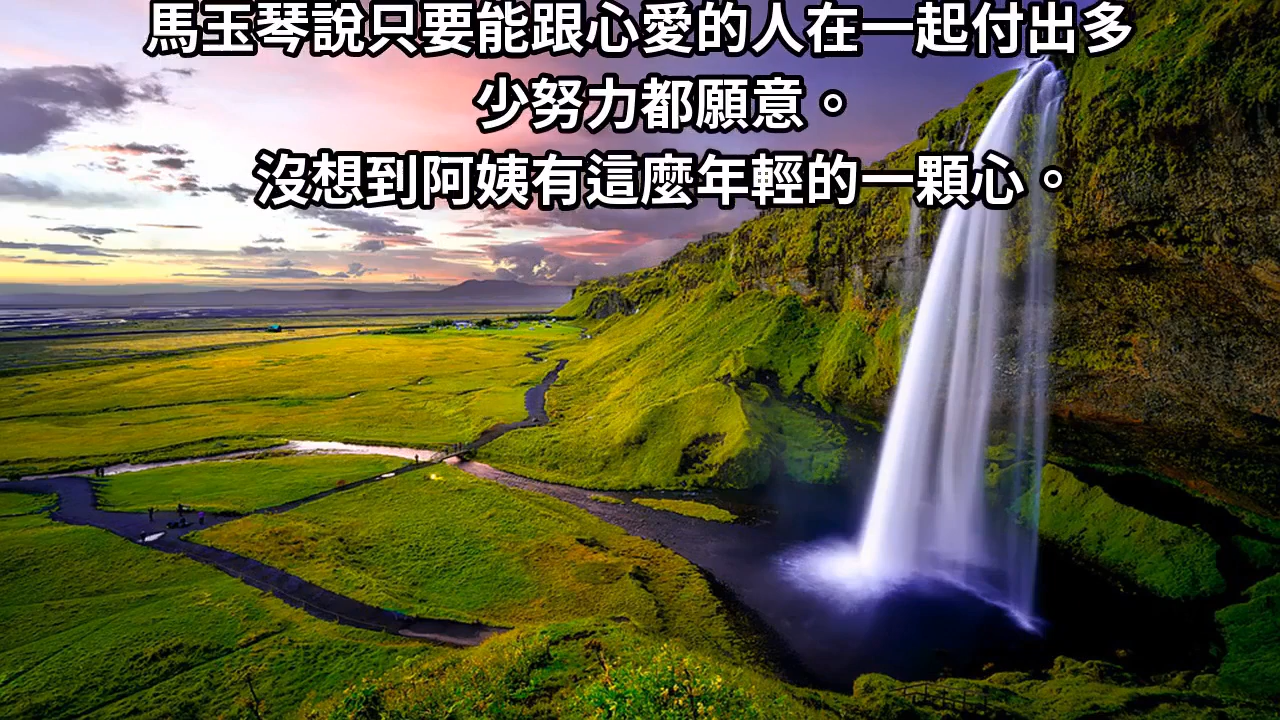 馬玉琴說只要能跟心愛的人在一起付出多
少努力都願意。
沒想到阿姨有這麼年輕的一顆心。